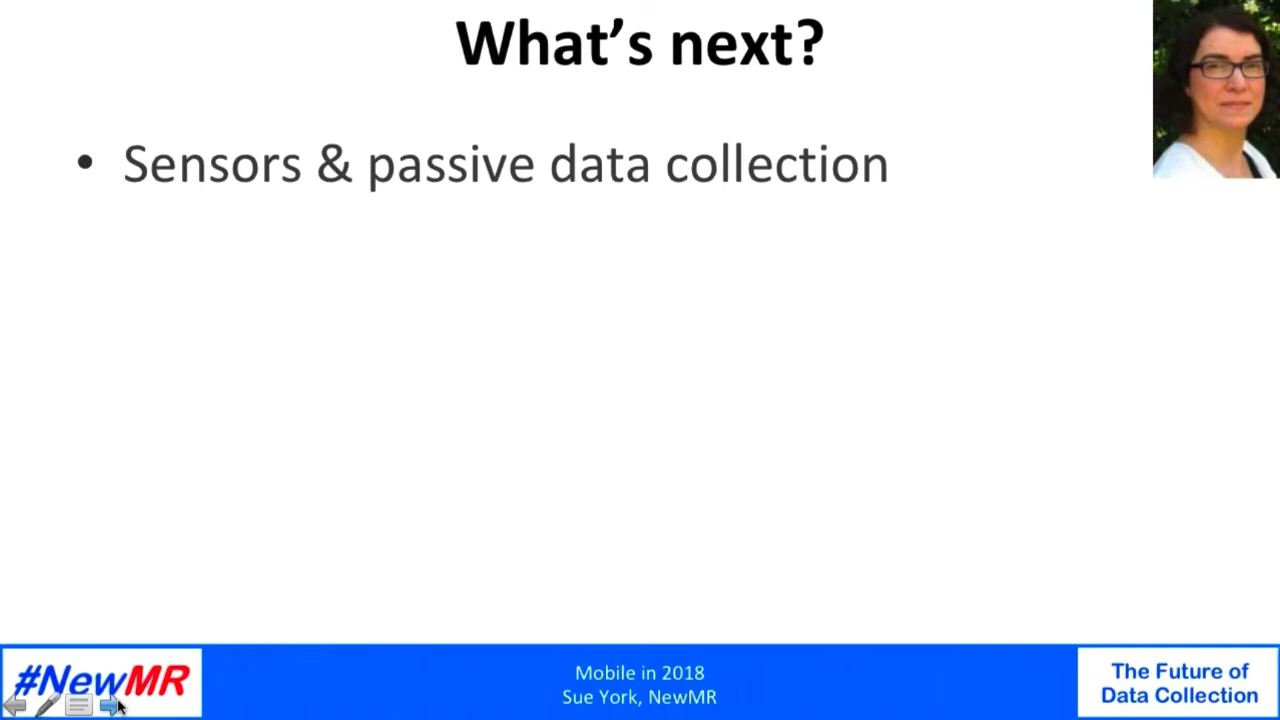 What's next?
• Sensors & passive data collection
#NewMR
Mobile in 2018
Sue York, NewMR
The Future of
Data Collection